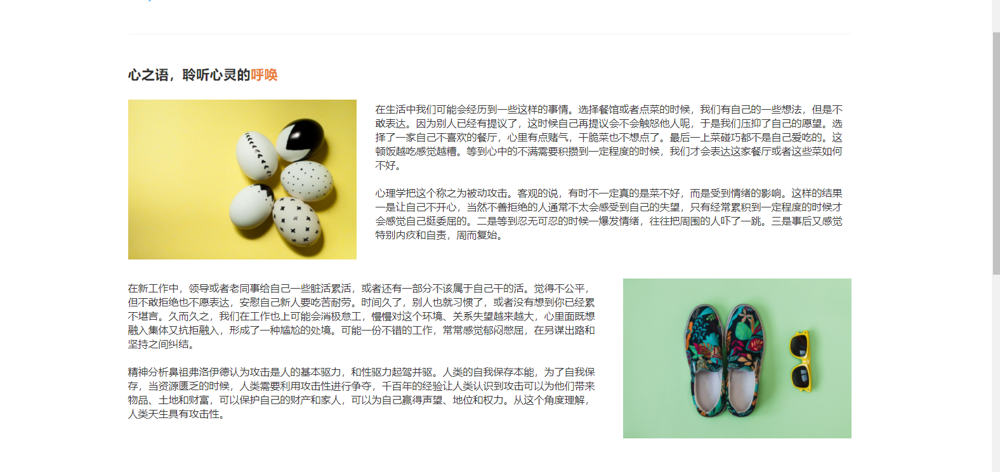 心之语，聆听心灵的呼唤
在生活中我们可能会经历到一些这样的事情。选择餐馆或者点菜的时候，我们有自己的一些想法，但是不
敢表达。因为别人已经有提议了，这时候自己再提议会不会触怒他人呢，于是我们压抑了自己的愿望。选
择了一家自己不喜欢的餐厅，心里有点赌气，干脆菜也不想点了。最后一上菜碰巧都不是自己爱吃的。这
顿饭越吃感觉越糟。等到心中的不满需要积攒到一定程度的时候，我们才会表达这家餐厅或者这些菜如何
不好。
心理学把这个称之为被动攻击。客观的说，有时不一定真的是菜不好，而是受到情绪的影响。这样的结果
一是让自己不开心，当然不善拒绝的人通常不太会感受到自己的失望，只有经常累积到一定程度的时候才
会感觉自己挺委屈的。二是等到忍无可忍的时候一爆发情绪，往往把周围的人吓了一跳。三是事后又感觉
特别内疚和自责，周而复始。
在新工作中，领导或者老同事给自己一些脏活累活，或者还有一部分不该属于自己干的活。觉得不公平，
但不敢拒绝也不愿表达，安慰自己新人要吃苦耐劳。时间久了，别人也就习惯了，或者没有想到你已经累
不堪言。久而久之，我们在工作也上可能会消极怠工，慢慢对这个环境、关系失望越来越大，心里面既想
融入集体又抗拒融入，形成了一种尴尬的处境。可能一份不错的工作，常常感觉郁闷憋屈，在另谋出路和
坚持之间纠结。
精神分析鼻祖弗洛伊德认为攻击是人的基本驱力，和性驱力起驾并驱。人类的自我保存本能，为了自我保
存，当资源匮乏的时候，人类需要利用攻击性进行争夺，千百年的经验让人类认识到攻击可以为他们带来
物品、土地和财富，可以保护自己的财产和家人，可以为自己赢得声望、地位和权力。从这个角度理解，
人类天生具有攻击性。